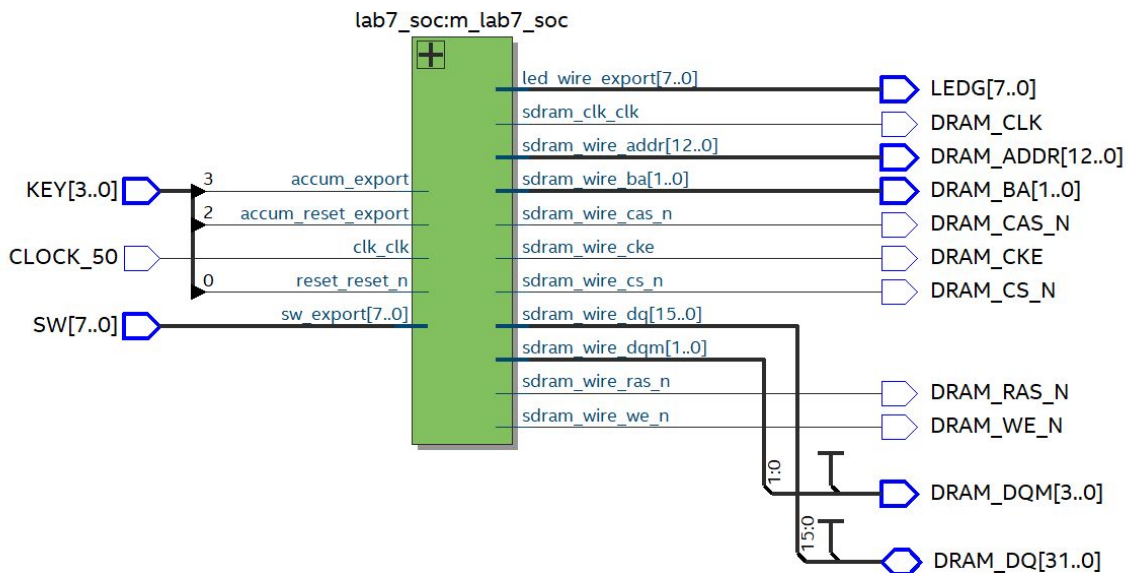 lab7_soc:m_lab7_soc
led_wire_export[7..0]
LEDG[7..0]
sdram_clk_clk
DRAM_CLK
sdram_wire_addr[12..0]
DRAM_ADDR[12..0]
KEY[3..0]
3
accum_export
sdram_wire_ba[1..0]
DRAM_BA[1..0]
2
accum_reset_export
sdram_wire_cas_n
DRAM_CAS_N
CLOCK_50
clk_clk
sdram_wire_cke
DRAM_CKE
0
reset_reset_n
sdram_wire_cs_n
DRAM_CS_N
SW[7..0]
sw_export[7..0]
sdram_wire_dq[15..0]
sdram_wire_dqm[1..0]
sdram_wire_ras_n
DRAM_RAS_N
sdram_wire_we_n
DRAM_WE_N
1:0
DRAM_DQM[3..0]
15:0
DRAM_DQ[31..0]